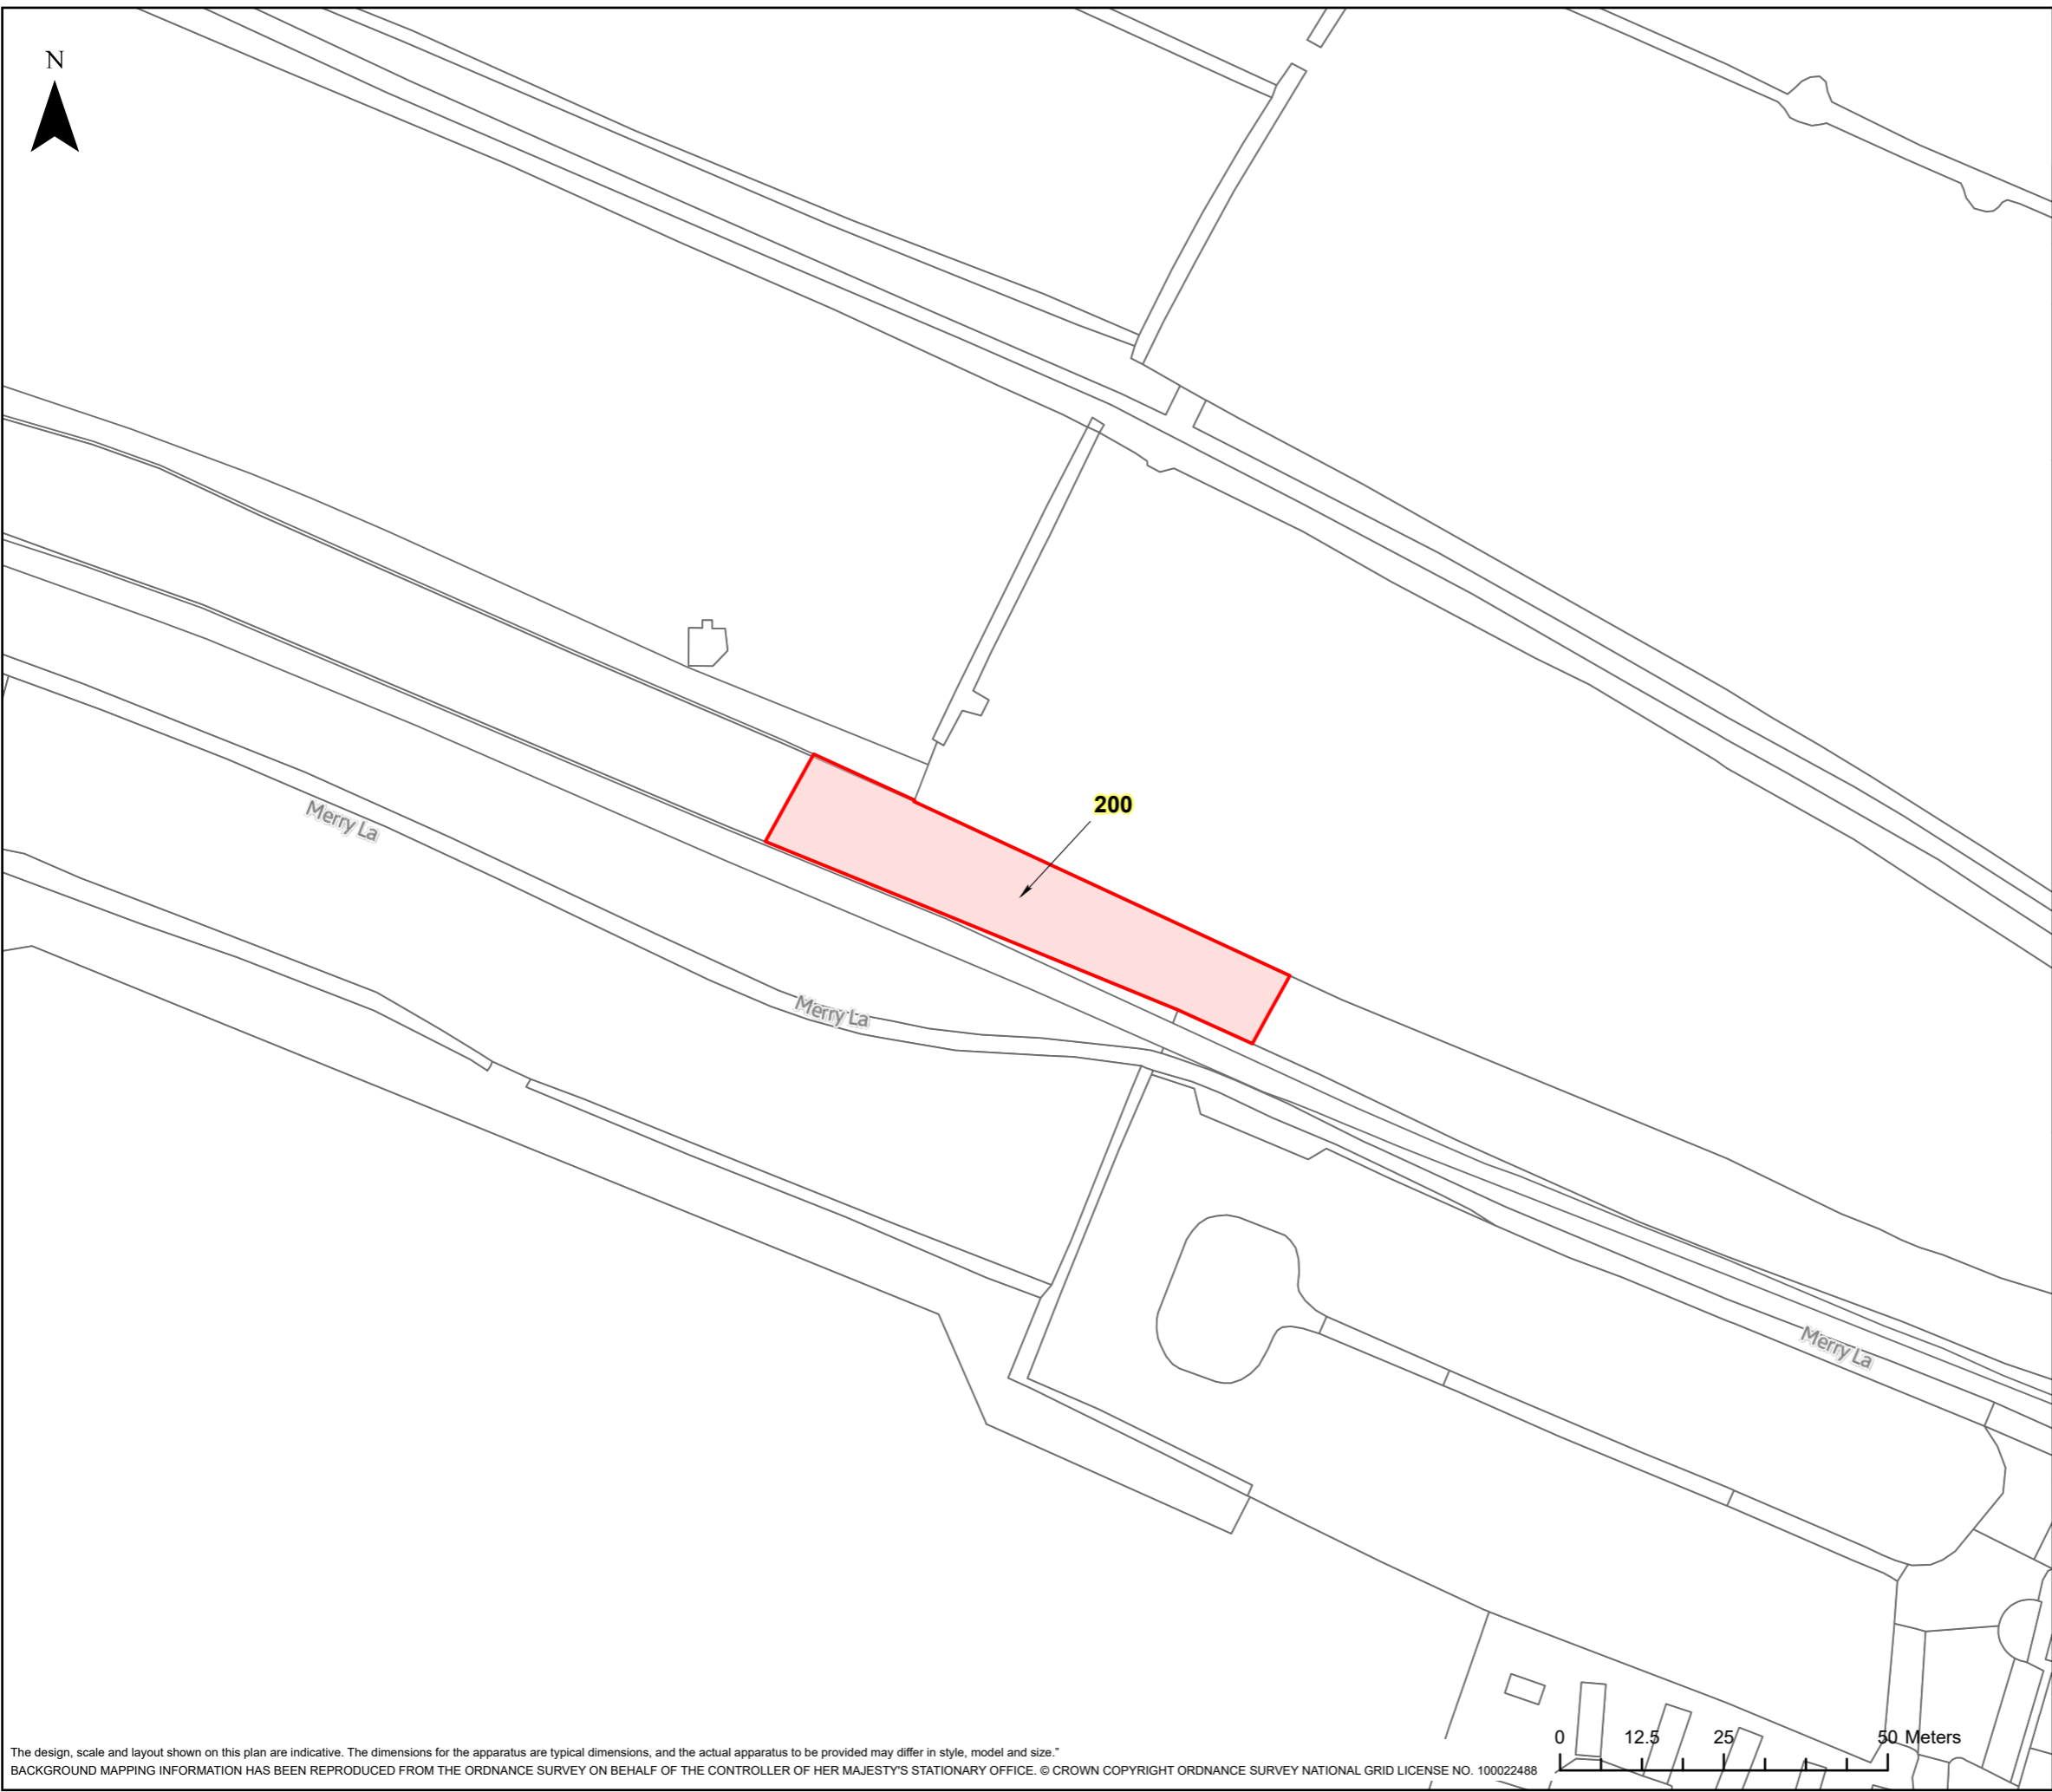 N
200
Merry La
Merry La
Merry La
0 12.5 25 50 Meters
The design, scale and layout shown on this plan are indicative. The dimensions for the apparatus are typical dimensions, and the actual apparatus to be provided may differ in style, model and size."
BACKGROUND MAPPING INFORMATION HAS BEEN REPRODUCED FROM THE ORDNANCE SURVEY ON BEHALF OF THE CONTROLLER OF HER MAJESTY'S STATIONARY OFFICE. © CROWN COPYRIGHT ORDNANCE SURVEY NATIONAL GRID LICENSE NO. 100022488